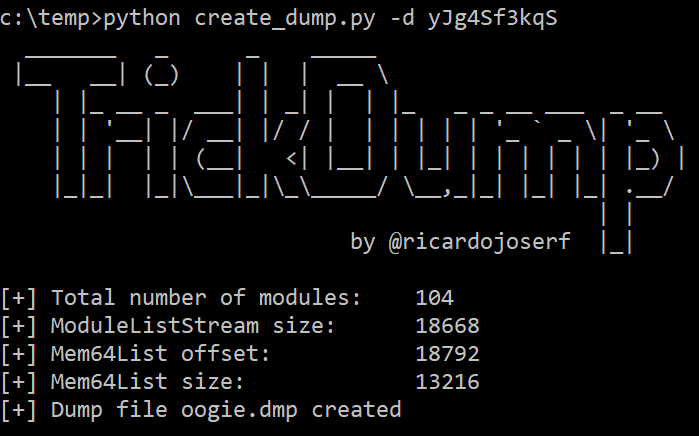 c:\temp>python create_dump.py -d yJg4Sf3kqS
TrickDump
by @ricardojoserf
[+] Total number of modules: 104
[+] ModuleListStream size: 18668
[+] Mem64List offset: 18792
[+] Mem64List size: 13216
[+] Dump file oogie.dmp created